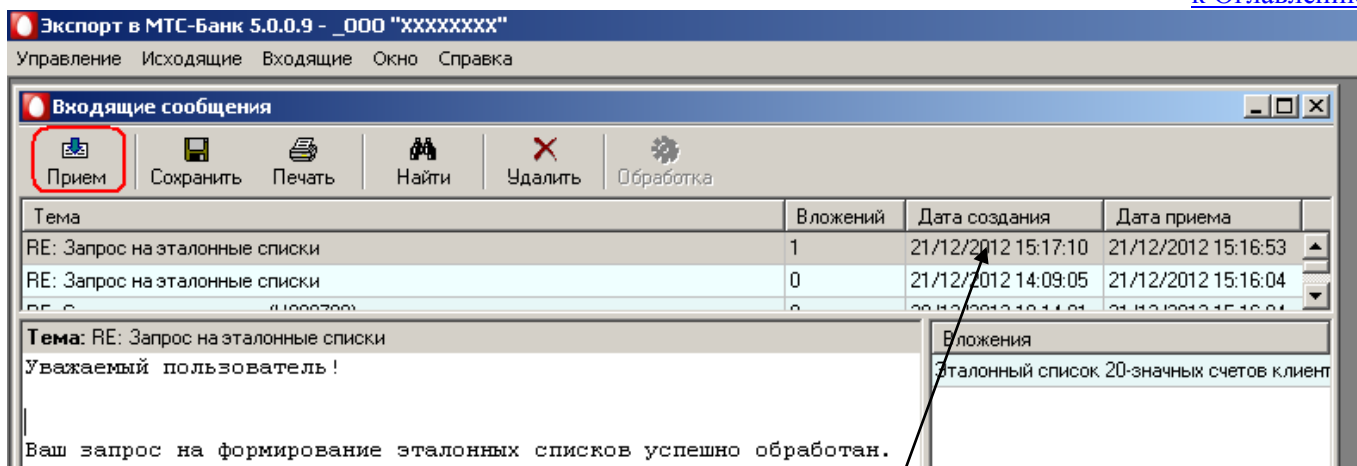 к Оглавлению
Экспорт в МТС-Банк 5.0.0.9 - _ООО "XXXXXXXX"
Управление Исходящие Входящие Окно Справка
Входящие сообщения
Прием Сохранить Печать Найти Удалить Обработка
Тема Вложений Дата создания Дата приема
RE: Запрос на эталонные списки 1 21/12/2012 15:17:10 21/12/2012 15:16:53
RE: Запрос на эталонные списки 0 21/12/2012 14:09:05 21/12/2012 15:16:04
Тема: RE: Запрос на эталонные списки
Вложения
Уважаемый пользователь!
Эталонный список 20-значных счетов клиент
Ваш запрос на формирование эталонных списков успешно обработан.